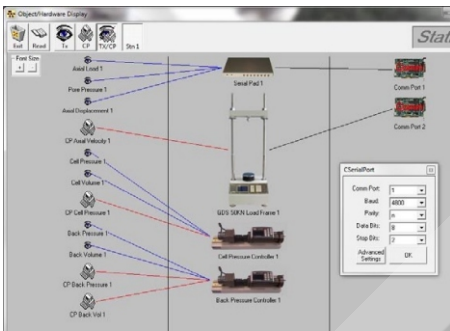 Object/Hardware Display
Exit Read Tx CP TX/CP Stn 1
Stat
Font Size
+ -
Axial Load 1
Pore Pressure 1
Axial Displacement 1
CP Axial Velocity 1
Cell Pressure 1
Cell Volume 1
CP Cell Pressure 1
Back Pressure 1
Back Volume 1
CP Back Pressure 1
CP Back Vol 1
Serial Pad 1
GDS 50KN Load Frame 1
Cell Pressure Controller 1
Back Pressure Controller 1
Comm Port 1
Comm Port 2
CSerialPort
Comm Port: 1
Baud: 4800
Parity: n
Data Bits: 8
Stop Bits: 2
Advanced Settings
OK